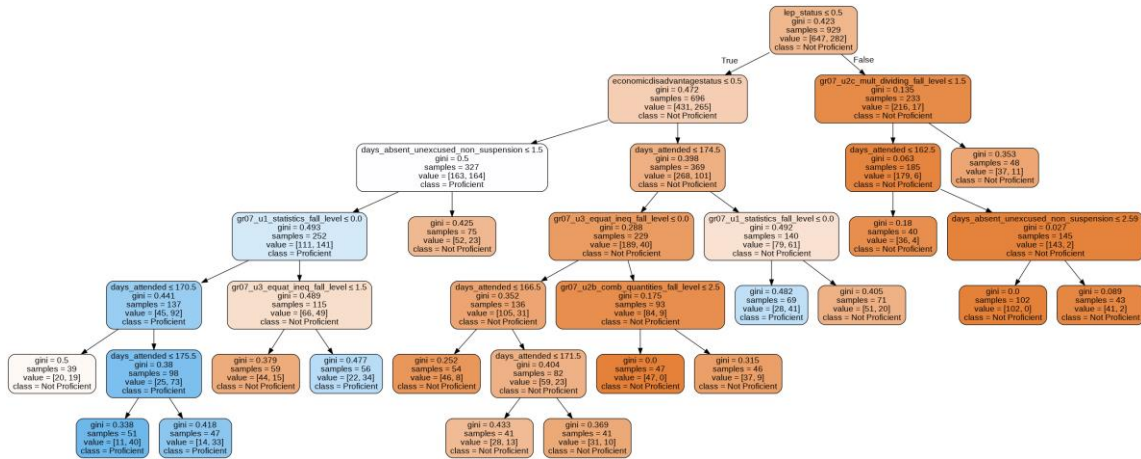 lep_status ≤ 0.5
gini = 0.423
samples = 929
value = [647, 282]
class = Not Proficient
True
False
economicdisadvantagestatus ≤ 0.5
gini = 0.472
samples = 696
value = [431, 265]
class = Not Proficient
gr07_u2c_mult_dividing_fall_level ≤ 1.5
gini = 0.135
samples = 233
value = [216, 17]
class = Not Proficient
days_absent_unexcused_non_suspension ≤ 1.5
gini = 0.5
samples = 327
value = [163, 164]
class = Proficient
days_attended ≤ 174.5
gini = 0.398
samples = 369
value = [268, 101]
class = Not Proficient
days_attended ≤ 162.5
gini = 0.063
samples = 185
value = [179, 6]
class = Not Proficient
gini = 0.353
samples = 48
value = [37, 11]
class = Not Proficient
gr07_u1_statistics_fall_level ≤ 0.0
gini = 0.493
samples = 252
value = [111, 141]
class = Proficient
gini = 0.425
samples = 75
value = [52, 23]
class = Not Proficient
gr07_u3_equat_ineq_fall_level ≤ 0.0
gini = 0.288
samples = 229
value = [189, 40]
class = Not Proficient
gr07_u1_statistics_fall_level ≤ 0.0
gini = 0.492
samples = 140
value = [79, 61]
class = Not Proficient
gini = 0.18
samples = 40
value = [36, 4]
class = Not Proficient
days_absent_unexcused_non_suspension ≤ 2.59
gini = 0.027
samples = 145
value = [143, 2]
class = Not Proficient
days_attended ≤ 170.5
gini = 0.441
samples = 137
value = [45, 92]
class = Proficient
gr07_u3_equat_ineq_fall_level ≤ 1.5
gini = 0.489
samples = 115
value = [66, 49]
class = Not Proficient
days_attended ≤ 166.5
gini = 0.352
samples = 136
value = [105, 31]
class = Not Proficient
gr07_u2b_comb_quantities_fall_level ≤ 2.5
gini = 0.175
samples = 93
value = [84, 9]
class = Not Proficient
gini = 0.482
samples = 69
value = [28, 41]
class = Proficient
gini = 0.405
samples = 71
value = [51, 20]
class = Not Proficient
gini = 0.0
samples = 102
value = [102, 0]
class = Not Proficient
gini = 0.089
samples = 43
value = [41, 2]
class = Not Proficient
gini = 0.5
samples = 39
value = [20, 19]
class = Not Proficient
days_attended ≤ 175.5
gini = 0.38
samples = 98
value = [25, 73]
class = Proficient
gini = 0.379
samples = 59
value = [44, 15]
class = Not Proficient
gini = 0.477
samples = 56
value = [22, 34]
class = Proficient
gini = 0.252
samples = 54
value = [46, 8]
class = Not Proficient
days_attended ≤ 171.5
gini = 0.404
samples = 82
value = [59, 23]
class = Not Proficient
gini = 0.0
samples = 47
value = [47, 0]
class = Not Proficient
gini = 0.315
samples = 46
value = [37, 9]
class = Not Proficient
gini = 0.338
samples = 51
value = [11, 40]
class = Proficient
gini = 0.418
samples = 47
value = [14, 33]
class = Proficient
gini = 0.433
samples = 41
value = [28, 13]
class = Not Proficient
gini = 0.369
samples = 41
value = [31, 10]
class = Not Proficient